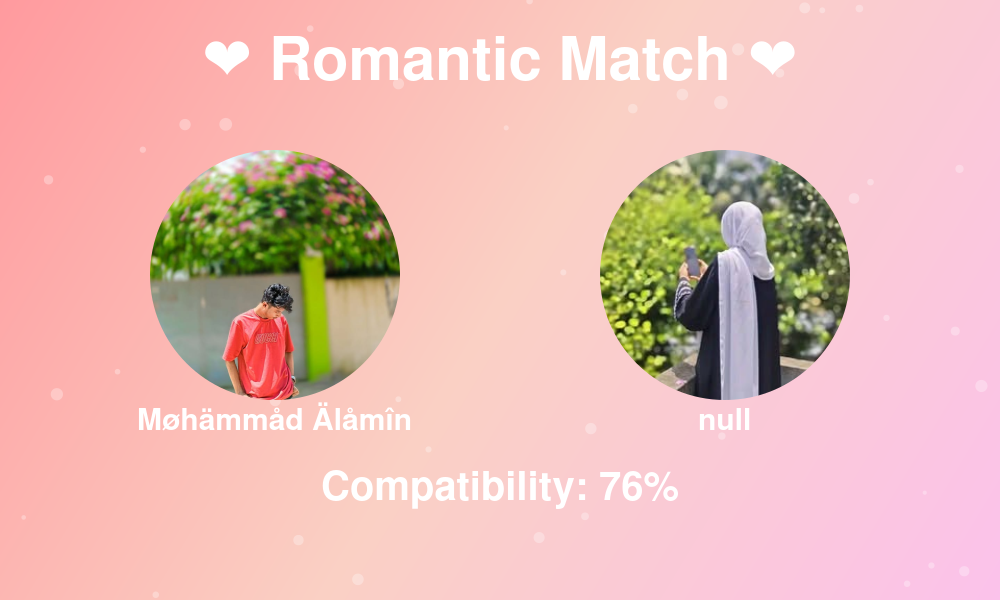 ❤ Romantic Match ❤
Møhämmåd Älåmîn
null
Compatibility: 76%